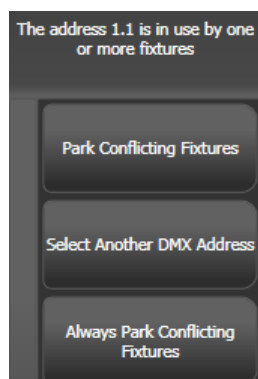 The address 1.1 is in use by one
or more fixtures
Park Conflicting Fixtures
Select Another DMX Address
Always Park Conflicting
Fixtures